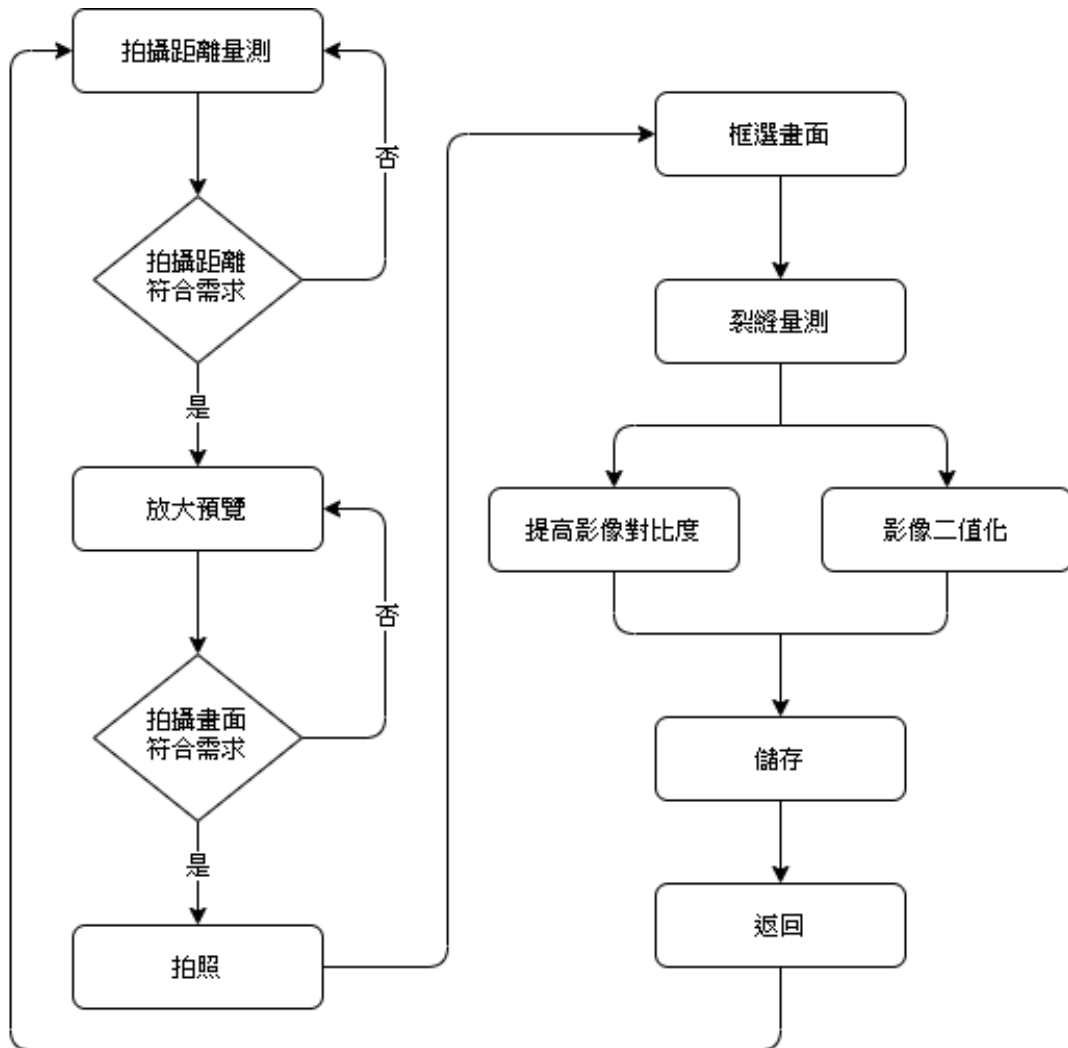 拍攝距離量測
否
拍攝距離
符合需求
是
放大預覽
否
拍攝畫面
符合需求
是
拍照
框選畫面
裂縫量測
提高影像對比度
影像二值化
儲存
返回